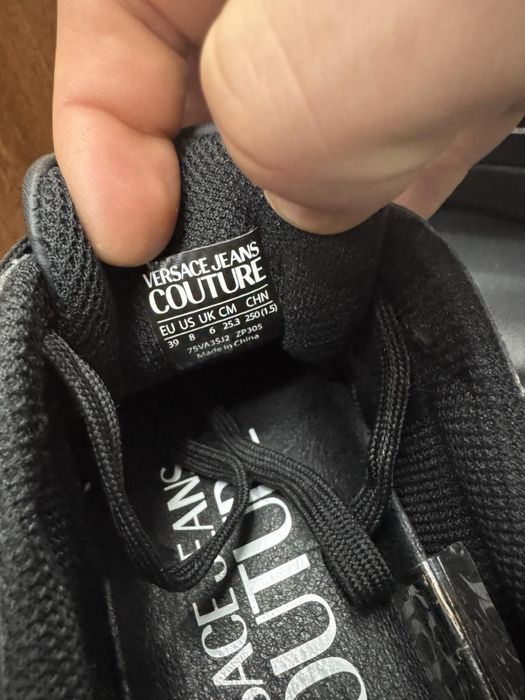 VERSACE JEANS
COUTURE
EU US UK CM CHN
39 8 6 25.3 250 (1.5)
75VA3SJ2 ZP305
Made in China